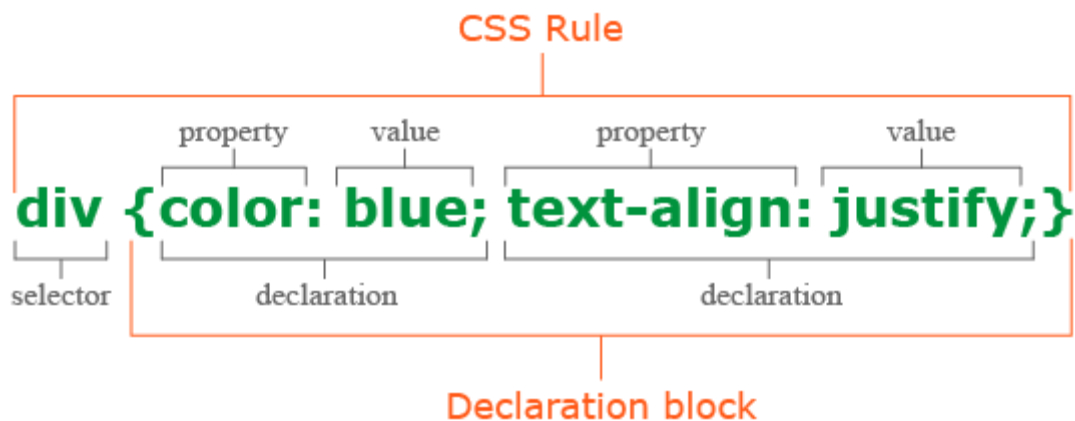 CSS Rule
property value property value
div {color: blue; text-align: justify;}
selector declaration declaration
Declaration block